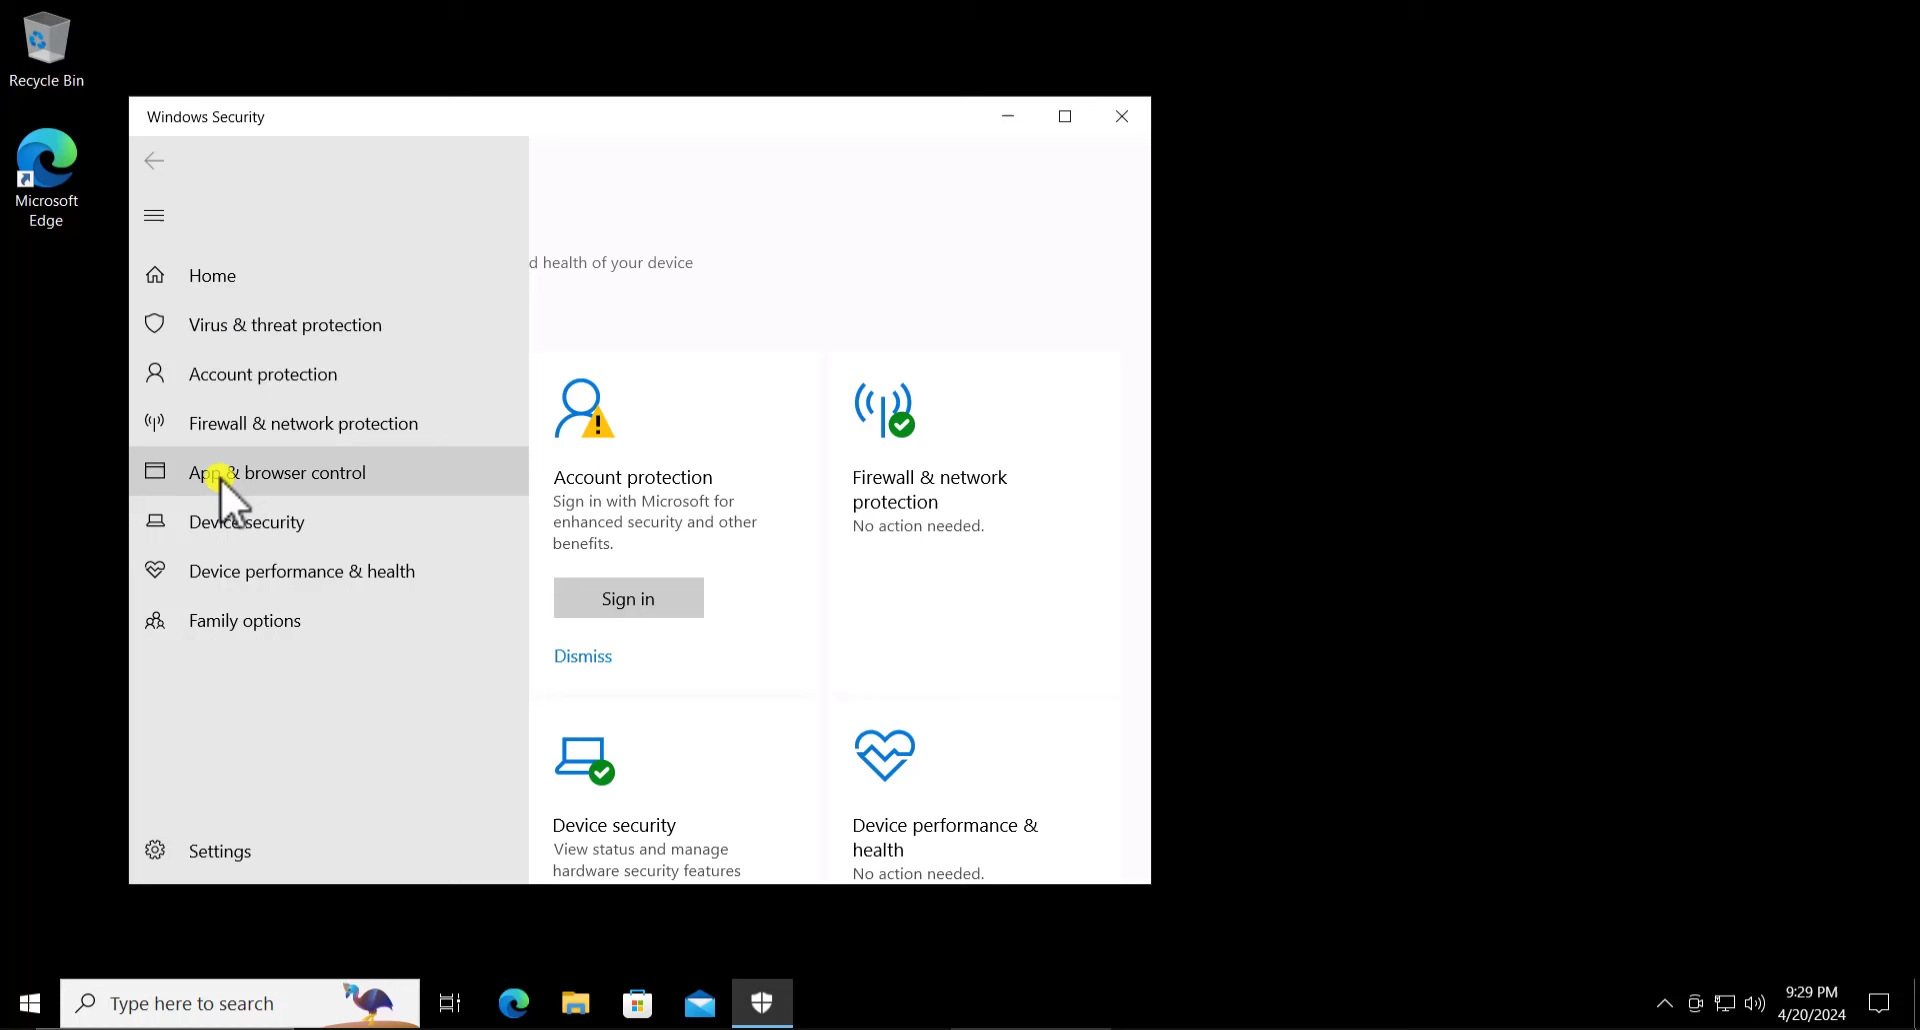 Recycle Bin
Microsoft
Edge
Windows Security
Home
Virus & threat protection
Account protection
Firewall & network protection
App & browser control
Device security
Device performance & health
Family options
Settings
d health of your device
Account protection
Sign in with Microsoft for
enhanced security and other
benefits.
Sign in
Dismiss
Firewall & network
protection
No action needed.
Device security
View status and manage
hardware security features
Device performance &
health
No action needed.
Type here to search
9:29 PM
4/20/2024